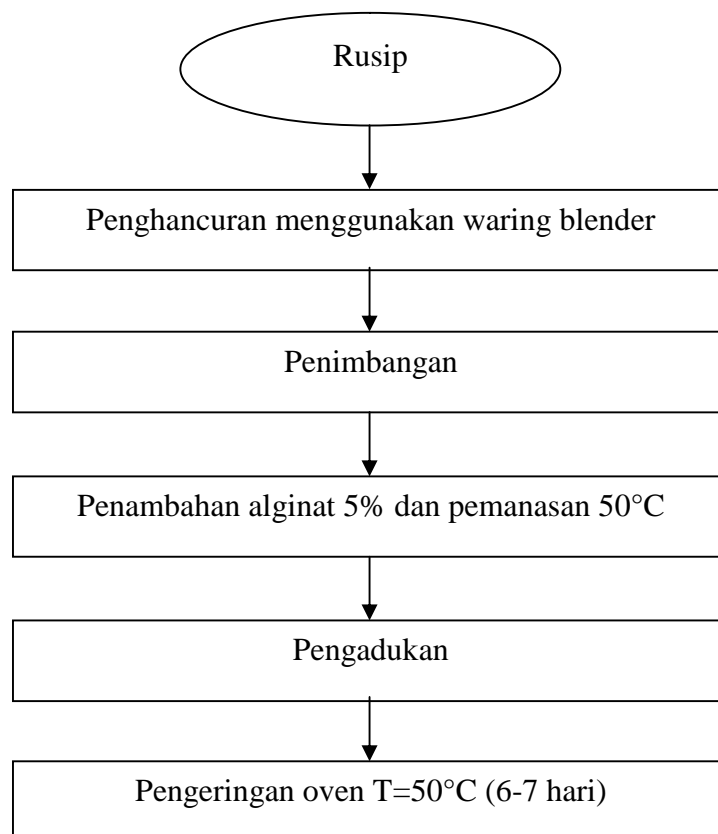 Rusip
Penghancuran menggunakan waring blender
Penimbangan
Penambahan alginat 5% dan pemanasan 50°C
Pengadukan
Pengeringan oven T=50°C (6-7 hari)